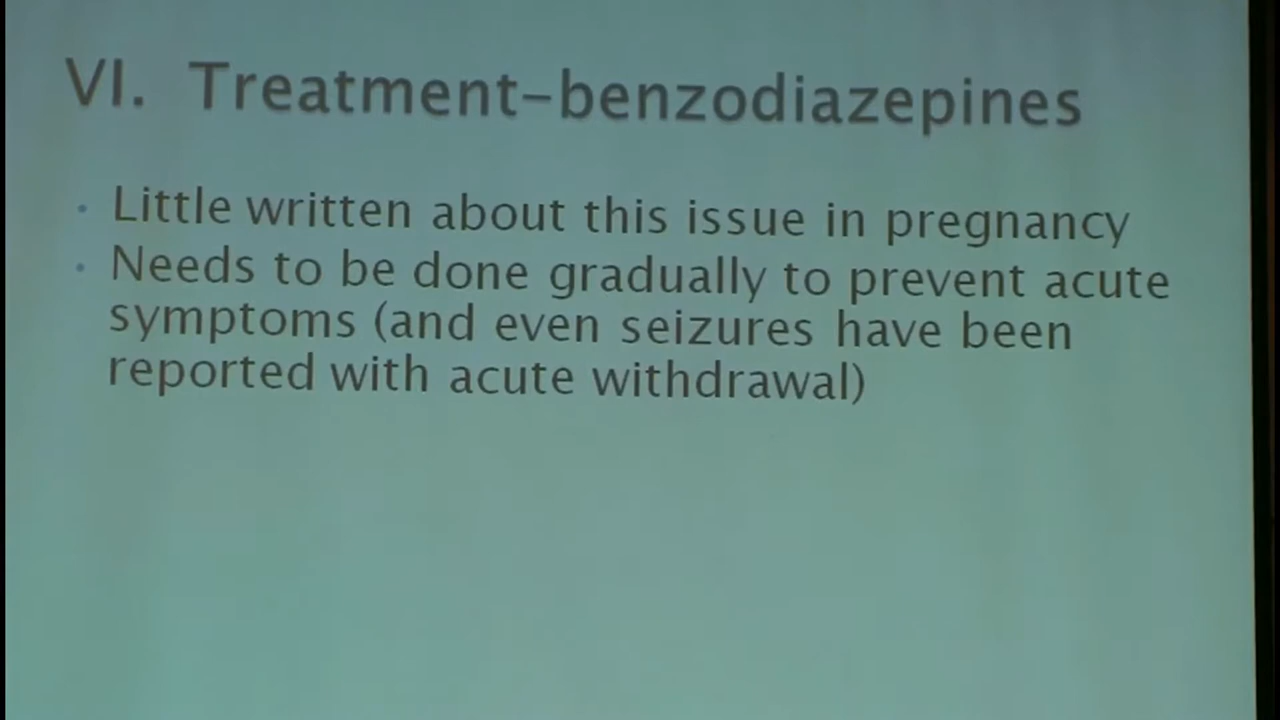 VI. Treatment-benzodiazepines
• Little written about this issue in pregnancy
• Needs to be done gradually to prevent acute
symptoms (and even seizures have been
reported with acute withdrawal)